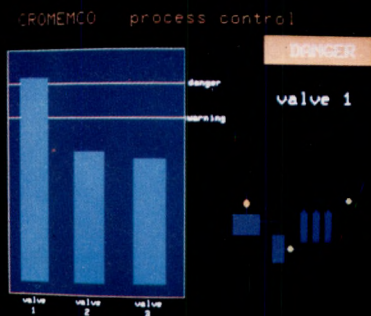 CROMEMCO process control
DANGER
valve 1
danger
warning
valve 1
valve 2
valve 3